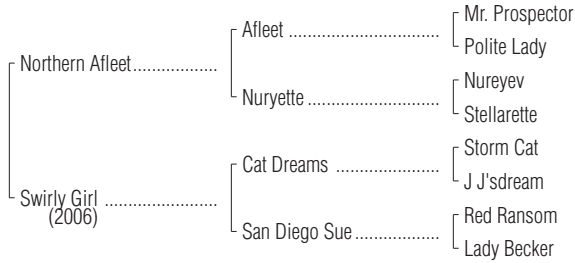 Mr. Prospector
Afleet ..............................
Polite Lady
Northern Afleet.................
Nureyev
Nuryette ..........................
Stellarette
Storm Cat
Cat Dreams .....................
J J'sdream
Swirly Girl ......................
(2006)
Red Ransom
San Diego Sue.................
Lady Becker